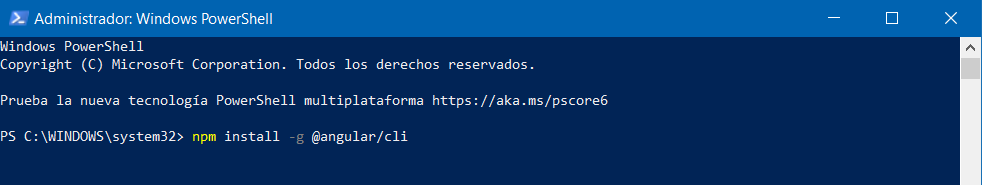 Administrador: Windows PowerShell
Windows PowerShell
Copyright (C) Microsoft Corporation. Todos los derechos reservados.
Prueba la nueva tecnología PowerShell multiplataforma https://aka.ms/pscore6
PS C:\WINDOWS\system32> npm install -g @angular/cli